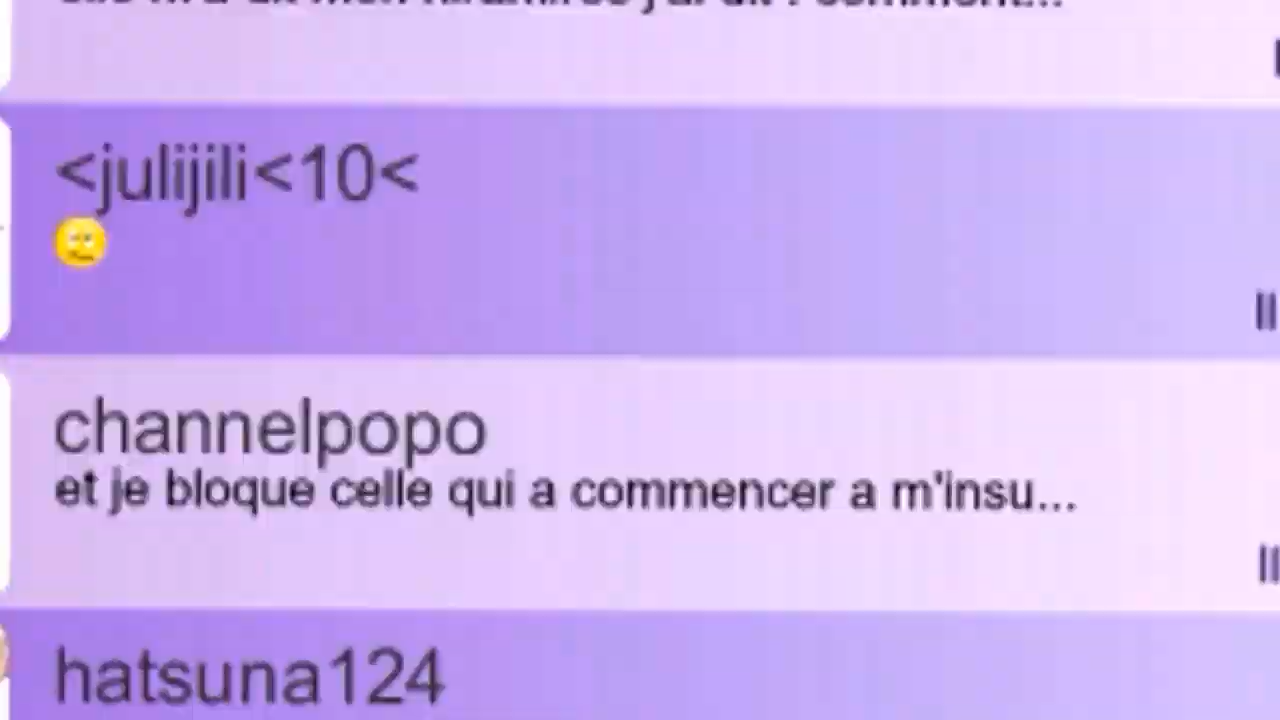 <julijili<10<
channelpopo
et je bloque celle qui a commencer a m'insu...
hatsuna124